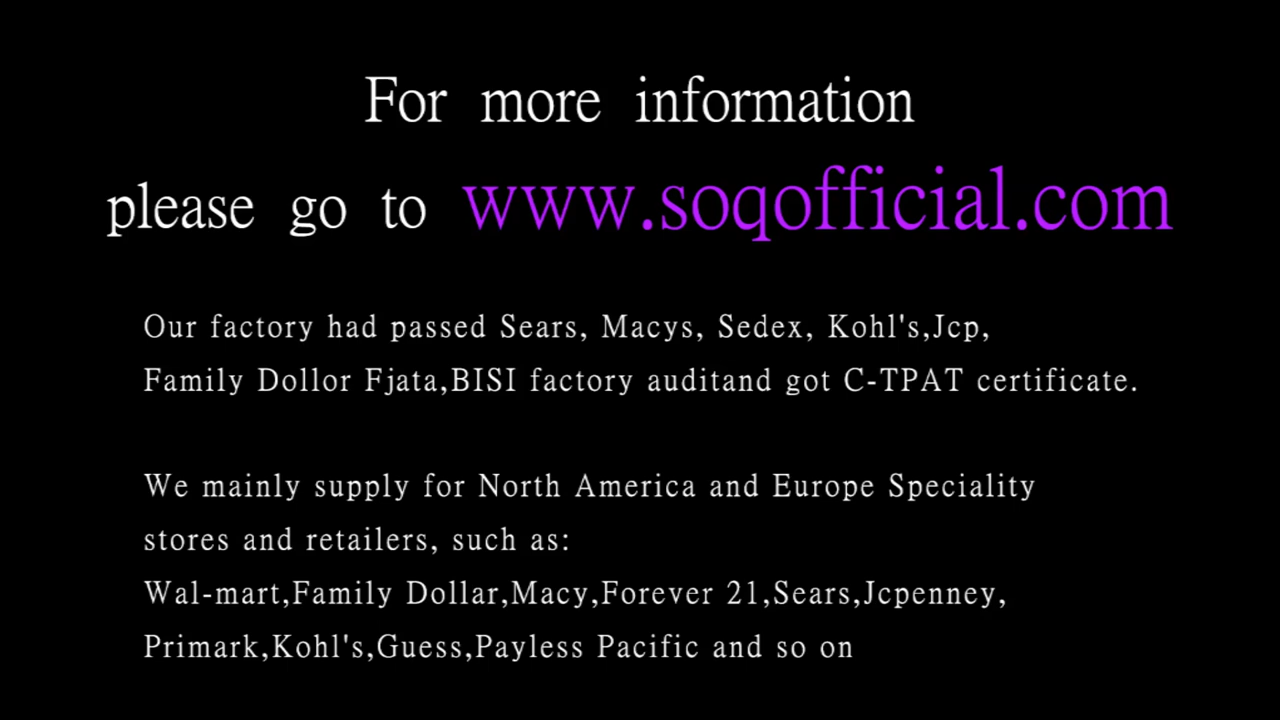 For more information
please go to www.soqofficial.com
Our factory had passed Sears, Macys, Sedex, Kohl's,Jcp,
Family Dollor Fjata,BISI factory auditand got C-TPAT certificate.
We mainly supply for North America and Europe Speciality
stores and retailers, such as:
Wal-mart,Family Dollar,Macy,Forever 21,Sears,Jcpenney,
Primark,Kohl's,Guess,Payless Pacific and so on